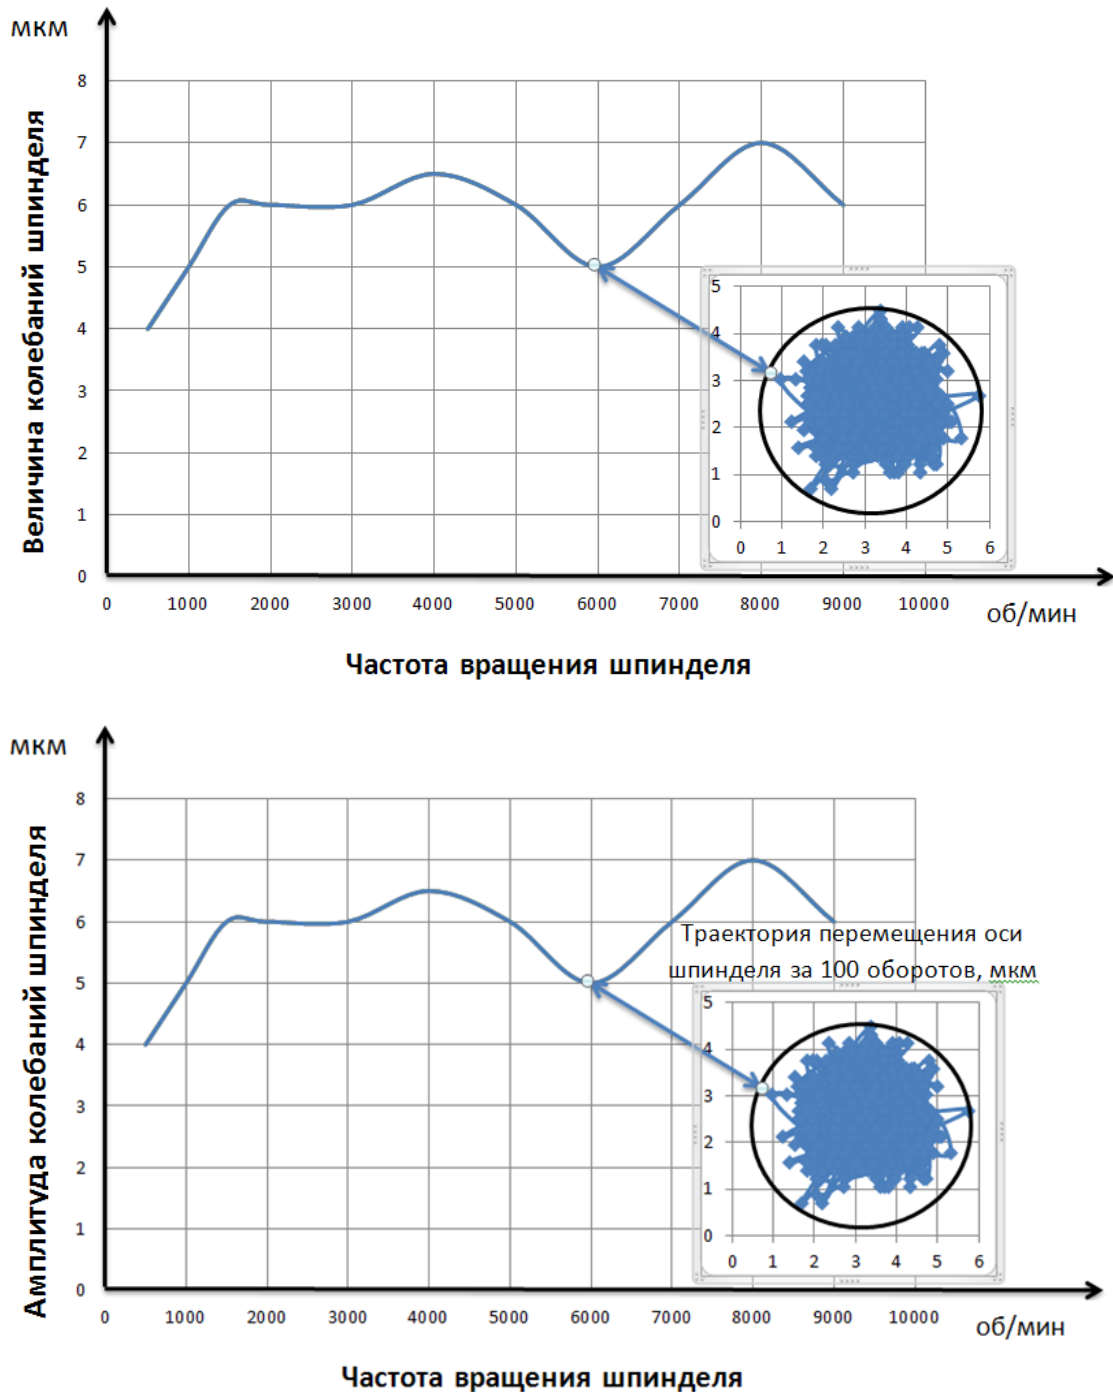 мкм
Величина колебаний шпинделя
8
7
6
5
4
3
2
1
0
0 1000 2000 3000 4000 5000 6000 7000 8000 9000 10000
об/мин
5
4
3
2
1
0
0 1 2 3 4 5 6
Частота вращения шпинделя
мкм
Амплитуда колебаний шпинделя
8
7
6
5
4
3
2
1
0
0 1000 2000 3000 4000 5000 6000 7000 8000 9000 10000
об/мин
Траектория перемещения оси
шпинделя за 100 оборотов, мкм
5
4
3
2
1
0
0 1 2 3 4 5 6
Частота вращения шпинделя